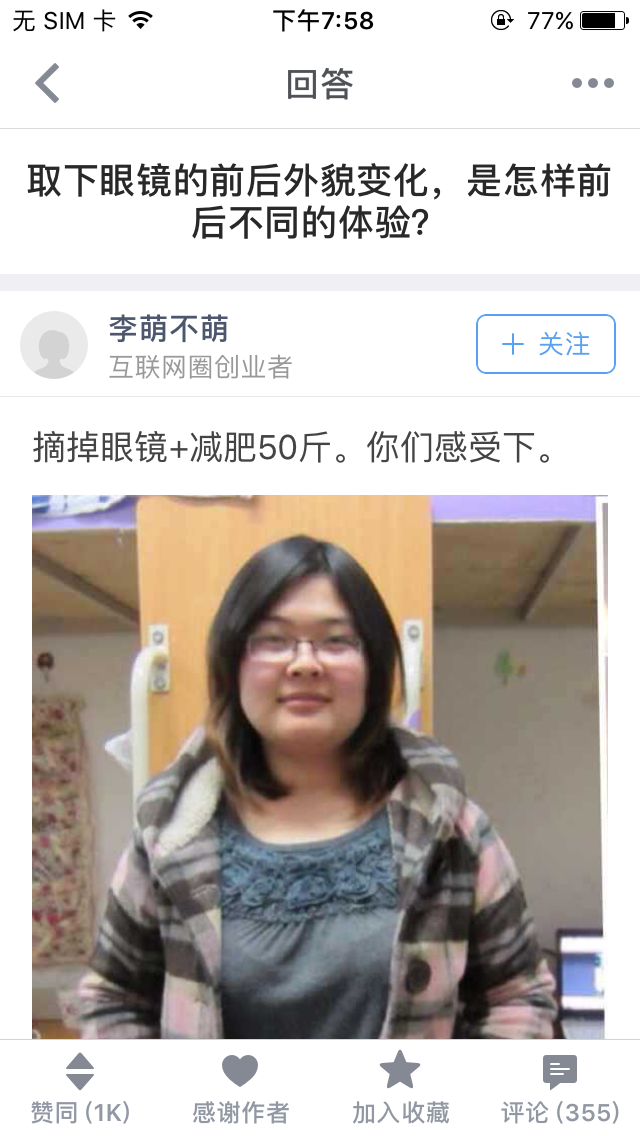 无 SIM 卡 下午7:58 77%
回答
取下眼镜的前后外貌变化，是怎样前
后不同的体验?
李萌不萌
互联网圈创业者
+ 关注
摘掉眼镜+减肥50斤。你们感受下。
赞同 (1K) 感谢作者 加入收藏 评论 (355)